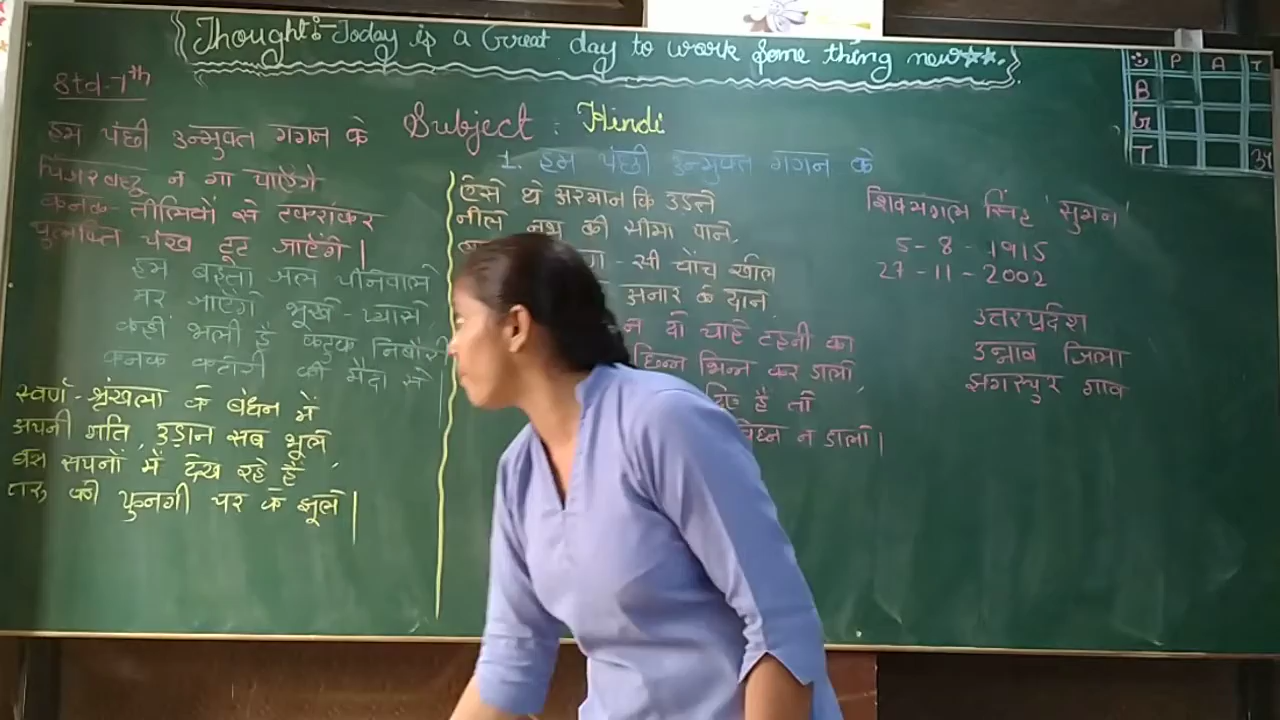 Thought:- Today is a Great day to work Some thing new**.
P A T
B
G
T 34
Std-7th
Subject : Hindi
1. हम पंछी उन्मुक्त गगन के
हम पंछी उन्मुक्त गगन के
पिंजरबद्ध न गा पाएँगे
कनक-तीलियों से टकराकर
पुलकित पंख टूट जाएँगे |
हम बहता जल पीनेवाले
मर जाएँगे भूखे-प्यासे
कहीं भली है कटुक निबौरी
कनक कटोरी की मैदा से |
स्वर्ण-श्रृंखला के बंधन में
अपनी गति, उड़ान सब भूले
बस सपनों में देख रहे हैं
तरु की फुनगी पर के झूले |
ऐसे थे अरमान कि उड़ते
नीले नभ की सीमा पाने,
सी चोंच खोल
अनार के दाने
न दो चाहे टहनी का
छिन्न भिन्न कर डालो
दिए हैं तो
विघ्न न डालो |
शिवमंगल सिंह 'सुमन'
5-8-1915
27-11-2002
उत्तरप्रदेश
उन्नाव जिला
झगरपुर गाव